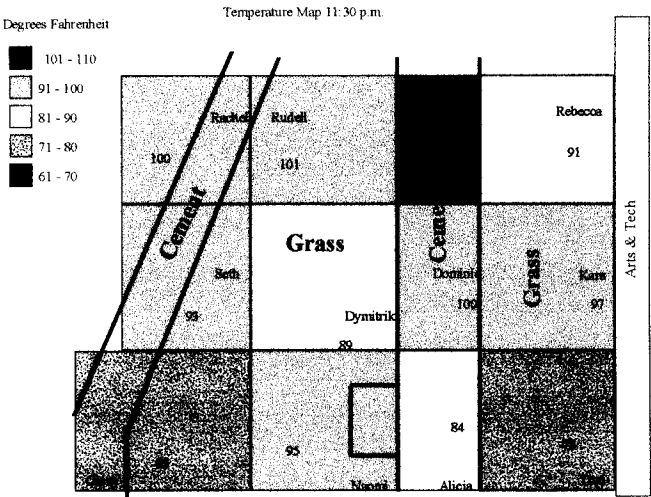 Temperature Map 11:30 p.m.
Degrees Fahrenheit
101 - 110
91 - 100
81 - 90
71 - 80
61 - 70
Rachel
Rudell
Rebecca
100
101
91
Cement
Grass
Ceme
Grass
Arts & Tech
Seth
Dominic
Kara
93
Dymitrik
109
97
89
95
84
Naomi
Alicia